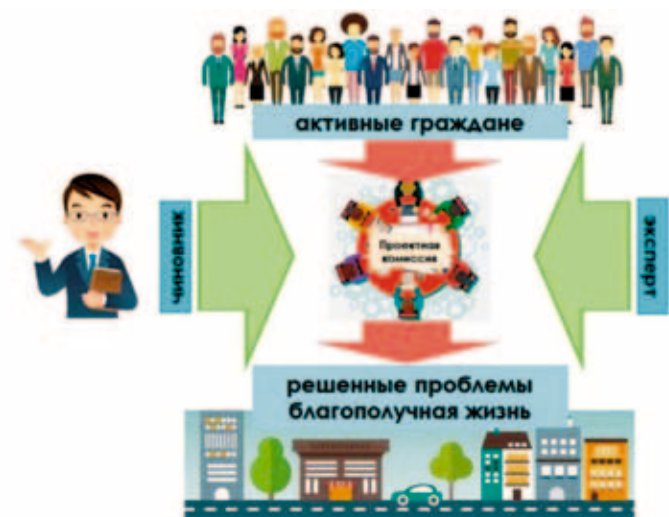 активные граждане
чиновник
Проектная
комиссия
эксперт
решенные проблемы
благополучная жизнь